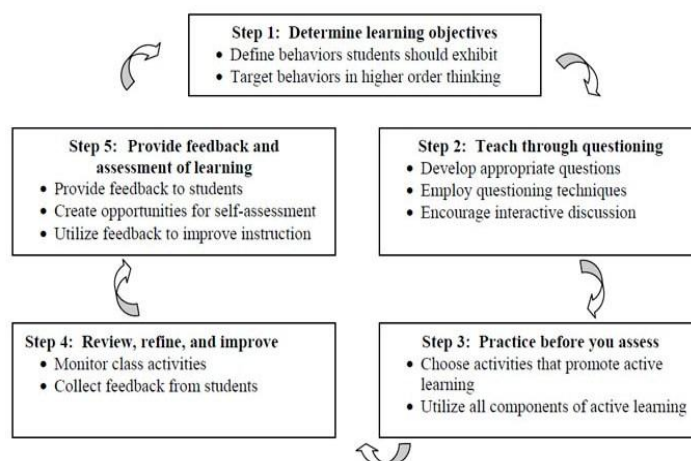 Step 1: Determine learning objectives
• Define behaviors students should exhibit
• Target behaviors in higher order thinking
Step 2: Teach through questioning
• Develop appropriate questions
• Employ questioning techniques
• Encourage interactive discussion
Step 3: Practice before you assess
• Choose activities that promote active
learning
• Utilize all components of active learning
Step 4: Review, refine, and improve
• Monitor class activities
• Collect feedback from students
Step 5: Provide feedback and
assessment of learning
• Provide feedback to students
• Create opportunities for self-assessment
• Utilize feedback to improve instruction